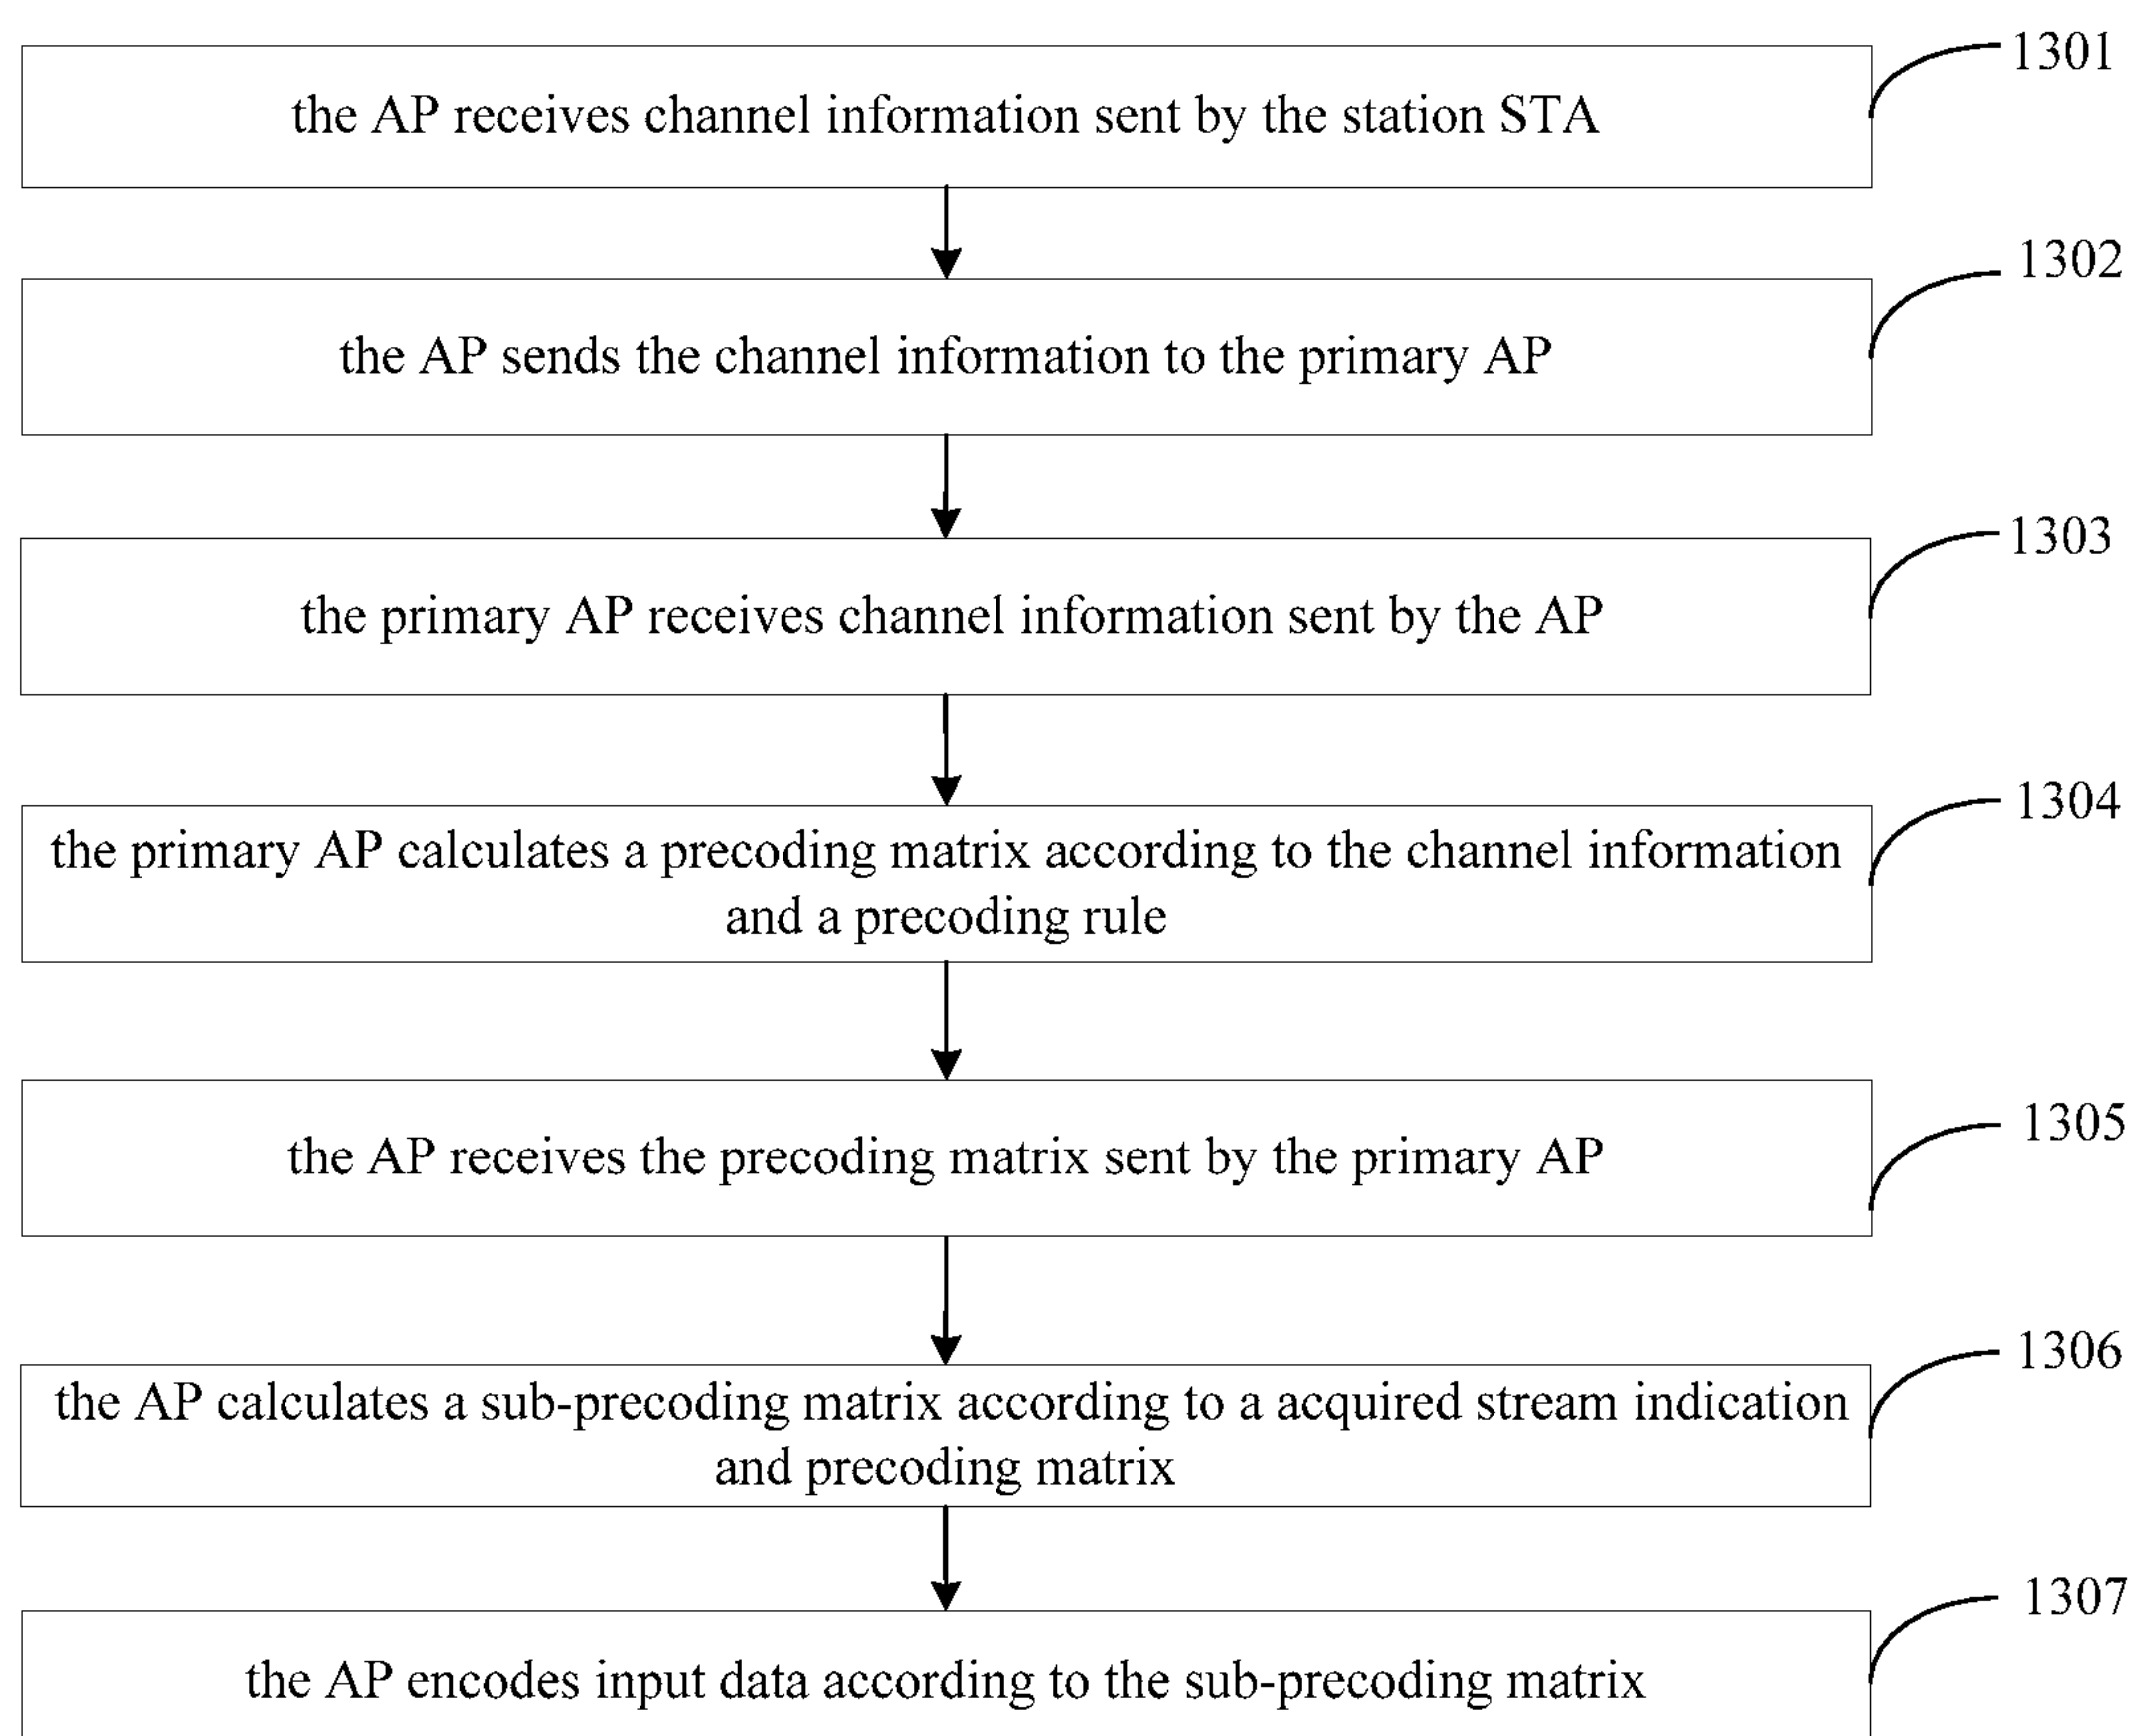 1301
the AP receives channel information sent by the station STA
1302
the AP sends the channel information to the primary AP
1303
the primary AP receives channel information sent by the AP
1304
the primary AP calculates a precoding matrix according to the channel information
and a precoding rule
1305
the AP receives the precoding matrix sent by the primary AP
1306
the AP calculates a sub-precoding matrix according to a acquired stream indication
and precoding matrix
1307
the AP encodes input data according to the sub-precoding matrix